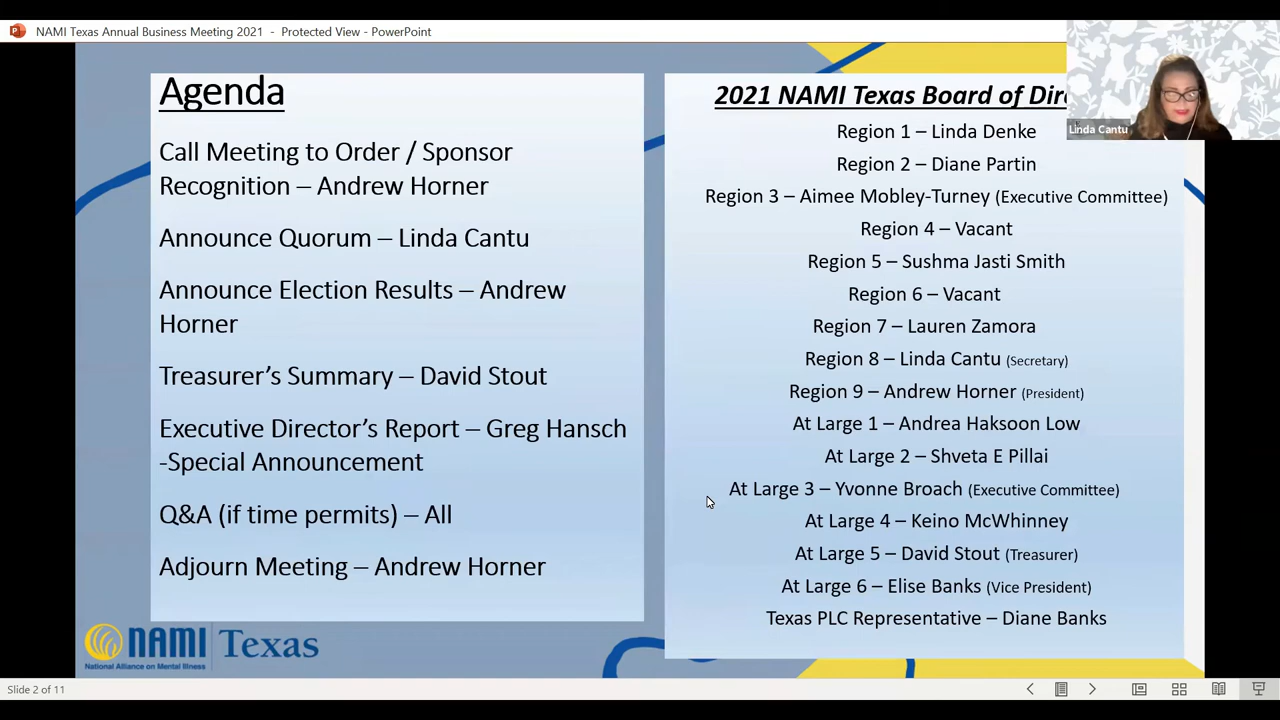 NAMI Texas Annual Business Meeting 2021 - Protected View - PowerPoint
Agenda
Call Meeting to Order / Sponsor
Recognition – Andrew Horner
Announce Quorum – Linda Cantu
Announce Election Results – Andrew
Horner
Treasurer’s Summary – David Stout
Executive Director’s Report – Greg Hansch
-Special Announcement
Q&A (if time permits) – All
Adjourn Meeting – Andrew Horner
NAMI Texas
National Alliance on Mental Illness
2021 NAMI Texas Board of
Linda Cantu
Region 1 – Linda Denke
Region 2 – Diane Partin
Region 3 – Aimee Mobley-Turney (Executive Committee)
Region 4 – Vacant
Region 5 – Sushma Jasti Smith
Region 6 – Vacant
Region 7 – Lauren Zamora
Region 8 – Linda Cantu (Secretary)
Region 9 – Andrew Horner (President)
At Large 1 – Andrea Haksoon Low
At Large 2 – Shveta E Pillai
At Large 3 – Yvonne Broach (Executive Committee)
At Large 4 – Keino McWhinney
At Large 5 – David Stout (Treasurer)
At Large 6 – Elise Banks (Vice President)
Texas PLC Representative – Diane Banks
Slide 2 of 11